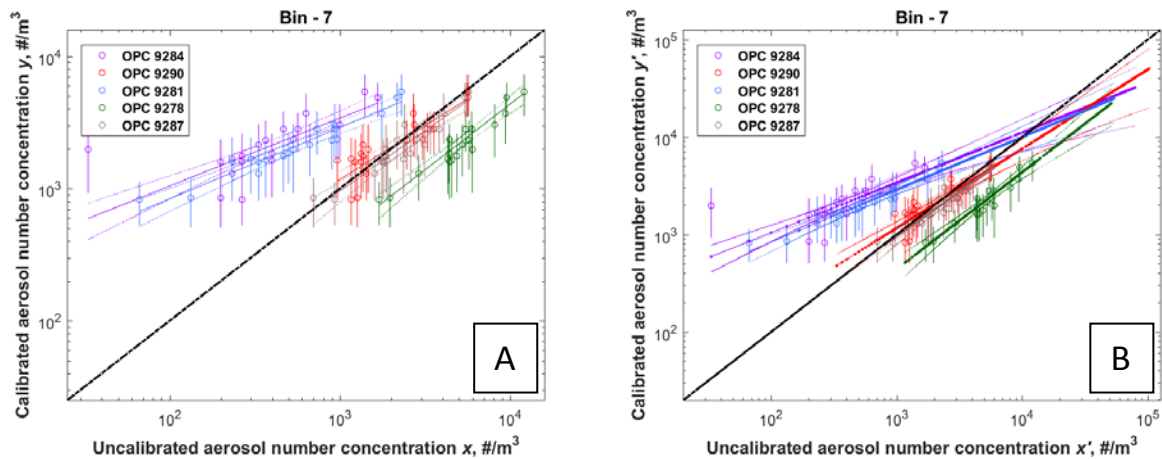 Bin - 7
Calibrated aerosol number concentration y, #/m³
10⁴
10³
10²
OPC 9284
OPC 9290
OPC 9281
OPC 9278
OPC 9287
A
10² 10³ 10⁴
Uncalibrated aerosol number concentration x, #/m³
Bin - 7
Calibrated aerosol number concentration y', #/m³
10⁵
10⁴
10³
10²
OPC 9284
OPC 9290
OPC 9281
OPC 9278
OPC 9287
B
10² 10³ 10⁴ 10⁵
Uncalibrated aerosol number concentration x', #/m³